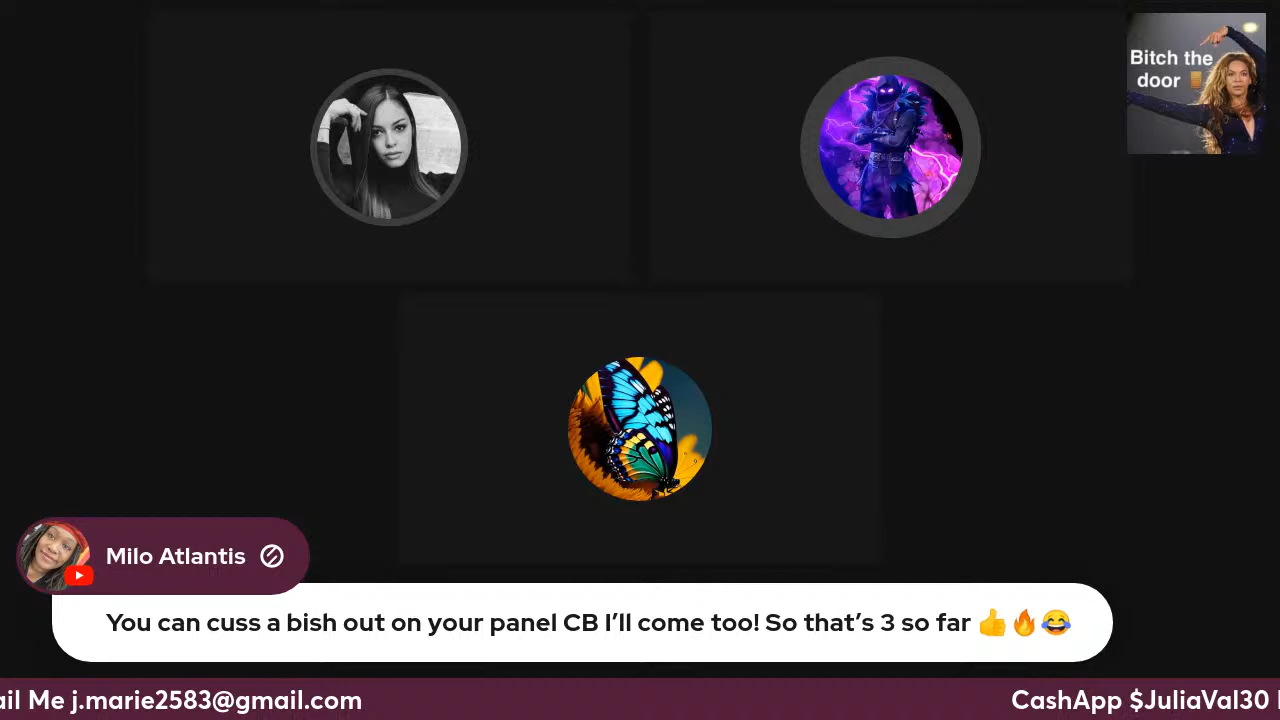 Bitch the
door 🚪
Milo Atlantis
You can cuss a bish out on your panel CB I’ll come too! So that’s 3 so far 👍🔥😂
ail Me j.marie2583@gmail.com
CashApp $JuliaVal30